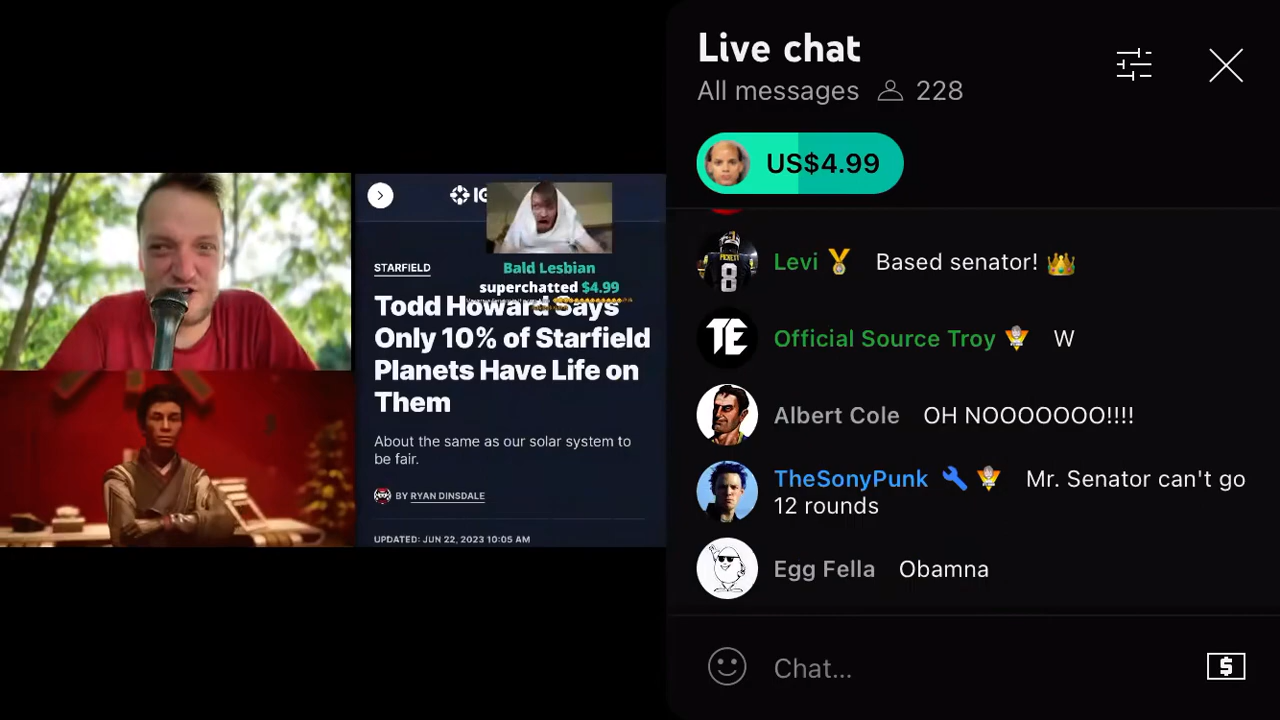 STARFIELD
Bald Lesbian
superchatted $4.99
Todd Howard Says
Only 10% of Starfield
Planets Have Life on
Them
About the same as our solar system to
be fair.
BY RYAN DINSDALE
UPDATED: JUN 22, 2023 10:05 AM
Live chat
All messages 228
US$4.99
Levi Based senator!
Official Source Troy W
Albert Cole OH NOOOOOOO!!!!
TheSonyPunk Mr. Senator can't go
12 rounds
Egg Fella Obamna
Chat...